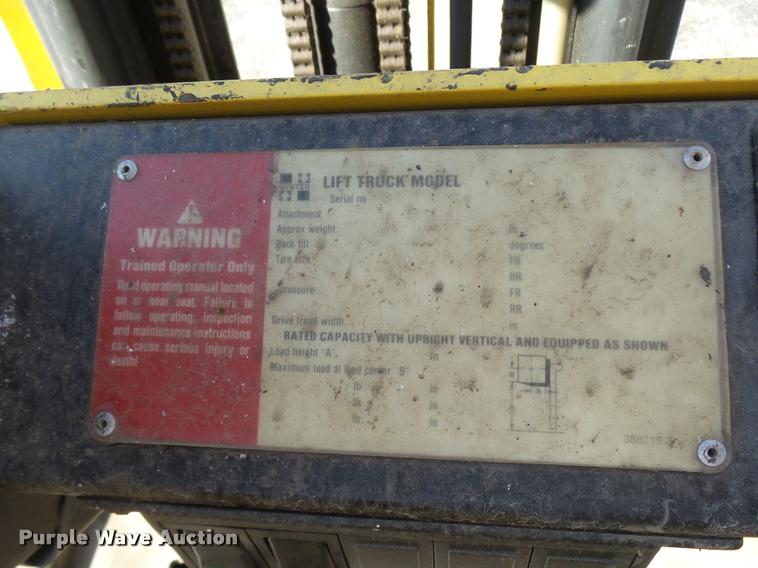 WARNING
Trained Operator Only
Read operating manual located
on or near seat. Failure to
follow operating, inspection
and maintenance instructions
can cause serious injury or
death!
HYSTER
LIFT TRUCK MODEL
Serial no
Attachment
Approx weight lb
Back tilt degrees
Tire size FR
RR
pressure FR
RR
Drive tread width in
RATED CAPACITY WITH UPRIGHT VERTICAL AND EQUIPPED AS SHOWN
Load height "A" in
Maximum load at load center B
lb in
lb in
lb in
388219
Purple Wave Auction